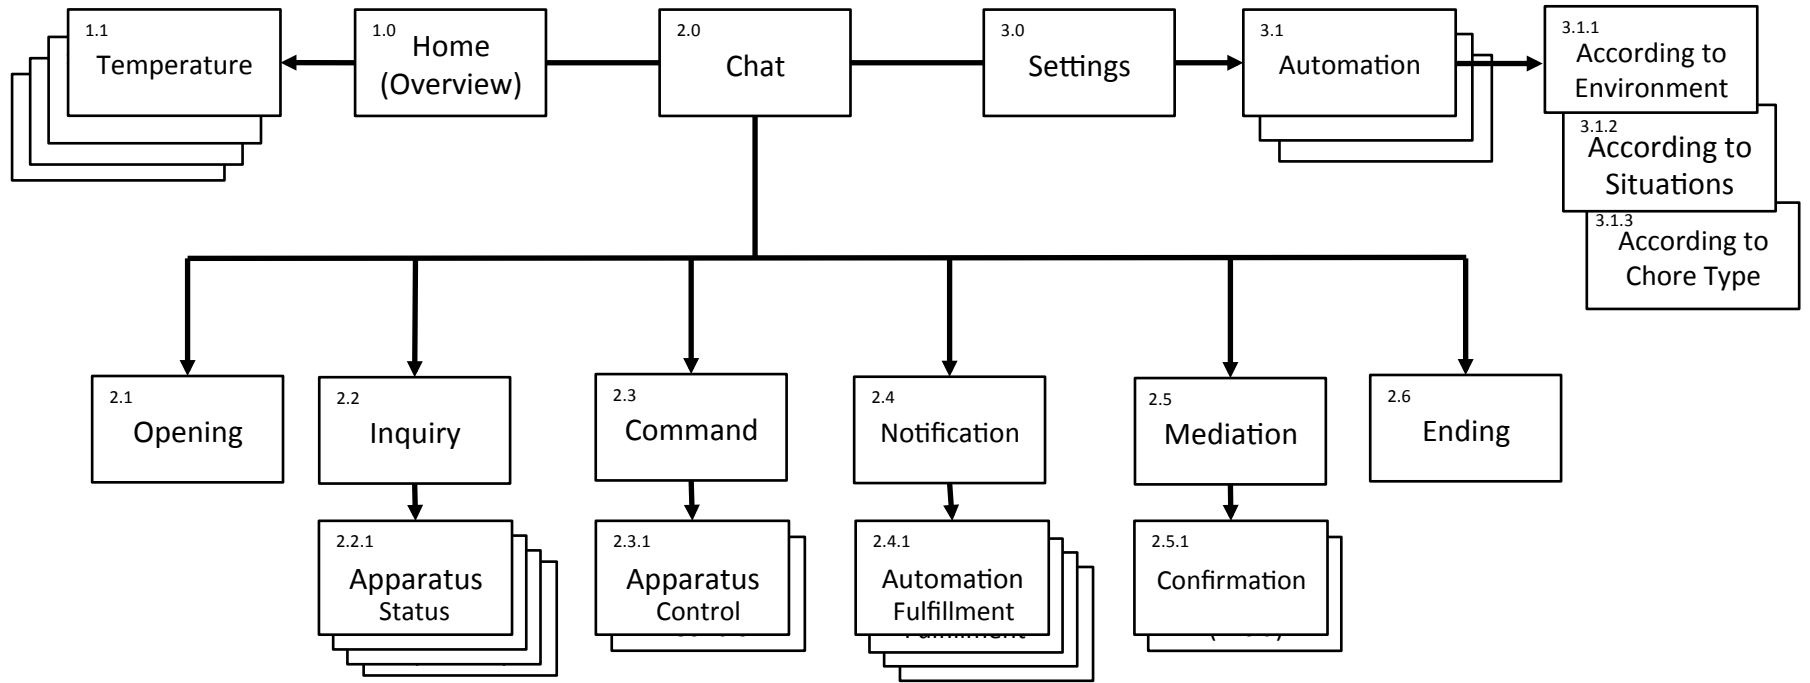 1.1
Temperature
1.0
Home
(Overview)
2.0
Chat
3.0
Settings
3.1
Automation
3.1.1
According to
Environment
3.1.2
According to
Situations
3.1.3
According to
Chore Type
2.1
Opening
2.2
Inquiry
2.3
Command
2.4
Notification
2.5
Mediation
2.6
Ending
2.2.1
Apparatus
Status
2.3.1
Apparatus
Control
2.4.1
Automation
Fulfillment
2.5.1
Confirmation